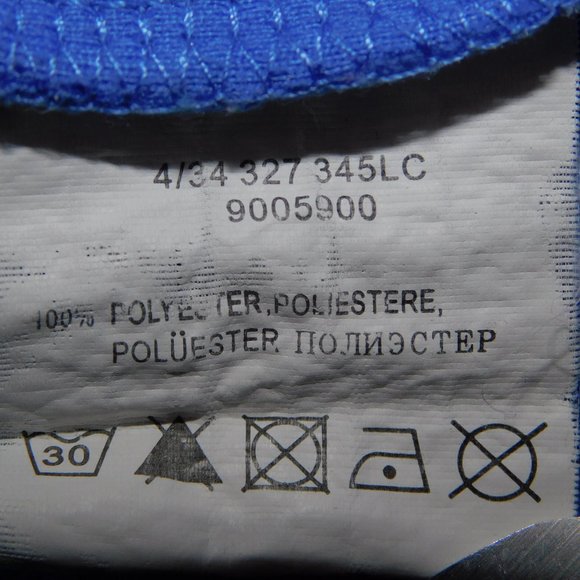 4/34 327 345LC
9005900
100% POLYESTER,POLIESTERE,
POLÜESTER ПОЛИЭСТЕР
30